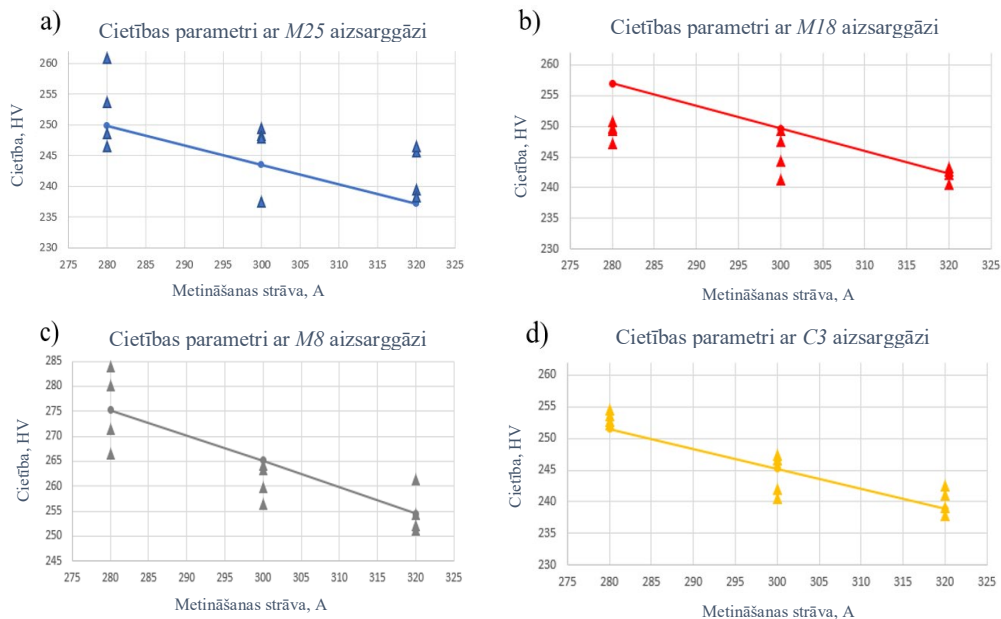 a)
Cietības parametri ar M25 aizsarggāzi
Cietība, HV
260
255
250
245
240
235
230
275 280 285 290 295 300 305 310 315 320 325
Metināšanas strāva, A
b)
Cietības parametri ar M18 aizsarggāzi
Cietība, HV
260
255
250
245
240
235
230
275 280 285 290 295 300 305 310 315 320 325
Metināšanas strāva, A
c)
Cietības parametri ar M8 aizsarggāzi
Cietība, HV
285
280
275
270
265
260
255
250
245
275 280 285 290 295 300 305 310 315 320 325
Metināšanas strāva, A
d)
Cietības parametri ar C3 aizsarggāzi
Cietība, HV
260
255
250
245
240
235
230
275 280 285 290 295 300 305 310 315 320 325
Metināšanas strāva, A